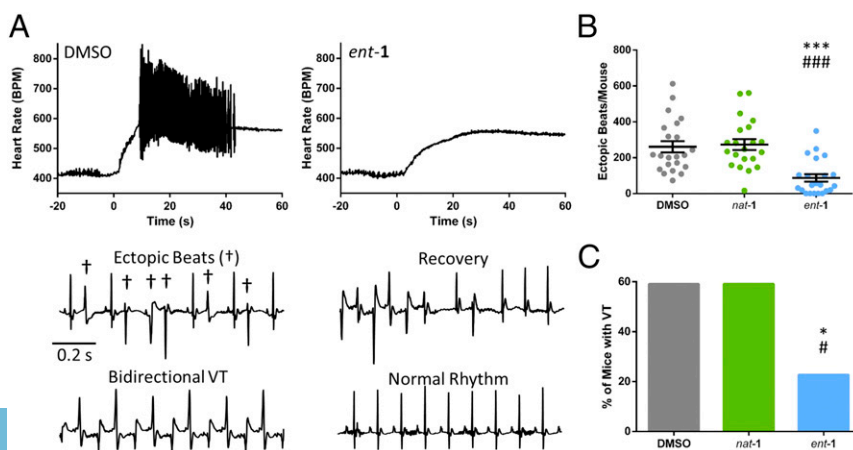 A
DMSO
Heart Rate (BPM)
800
700
600
500
400
-20 0 20 40 60
Time (s)
ent-1
Heart Rate (BPM)
800
700
600
500
400
-20 0 20 40 60
Time (s)
Ectopic Beats (†)
† † † † † †
0.2 s
Recovery
Bidirectional VT
Normal Rhythm
B
Ectopic Beats/Mouse
800
600
400
200
0
***
###
DMSO nat-1 ent-1
C
% of Mice with VT
60
40
20
0
*
#
DMSO nat-1 ent-1